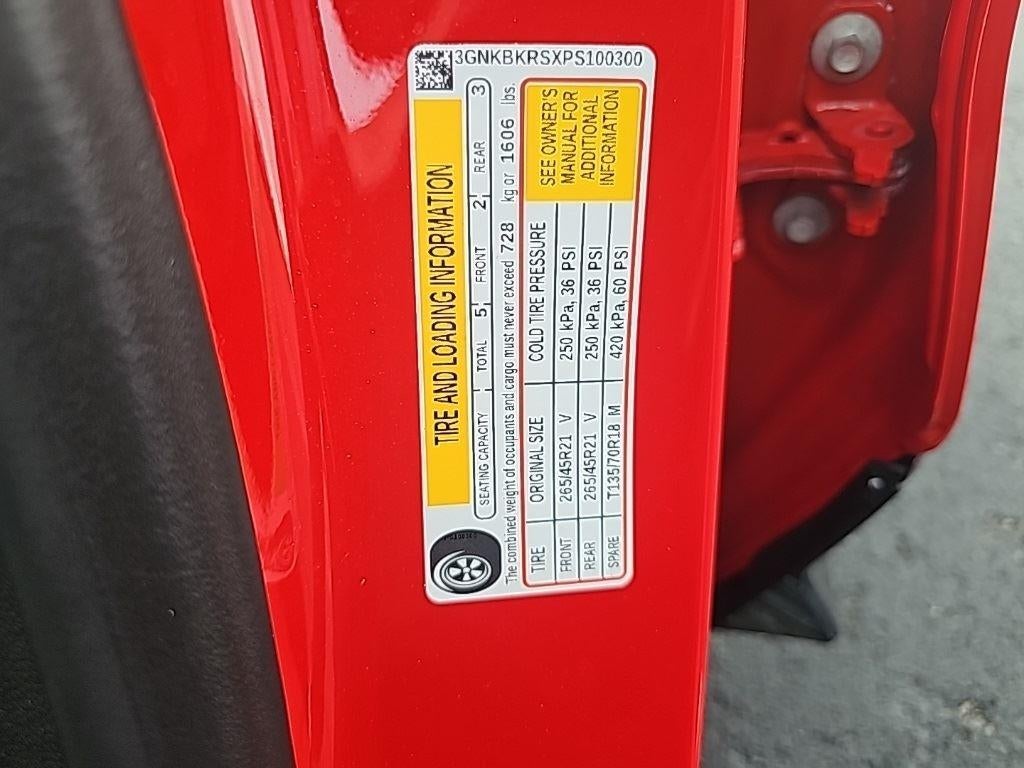 3GNKBKRSXPS100300
TIRE AND LOADING INFORMATION
SEATING CAPACITY TOTAL 5 FRONT 2 REAR 3
The combined weight of occupants and cargo must never exceed 728 kg or 1606 lbs.
TIRE ORIGINAL SIZE COLD TIRE PRESSURE
FRONT 265/45R21 V 250 kPa, 36 PSI
REAR 265/45R21 V 250 kPa, 36 PSI
SPARE T135/70R18 M 420 kPa, 60 PSI
SEE OWNER'S
MANUAL FOR
ADDITIONAL
INFORMATION